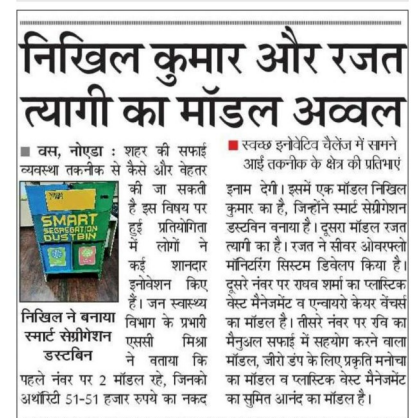 निखिल कुमार और रजत
त्यागी का मॉडल अव्वल
■ वस, नोएडा : शहर की सफाई
व्यवस्था तकनीक से कैसे और बेहतर
की जा सकती
है इस विषय पर
हुई प्रतियोगिता
में लोगों ने
कई शानदार
इनोवेशन किए
हैं। जन स्वास्थ्य
विभाग के प्रभारी
एससी मिश्रा
ने बताया कि
पहले नंबर पर 2 मॉडल रहे, जिनको
अथॉरिटी 51-51 हजार रुपये का नकद
SMART
SEGREGATION
DUSTBIN
निखिल ने बनाया
स्मार्ट सेग्रीगेशन
डस्टबिन
■ स्वच्छ इनोवेटिव चैलेंज में सामने
आईं तकनीक के क्षेत्र की प्रतिभाएं
इनाम देगी। इसमें एक मॉडल निखिल
कुमार का है, जिन्होंने स्मार्ट सेग्रीगेशन
डस्टबिन बनाया है। दूसरा मॉडल रजत
त्यागी का है। रजत ने सीवर ओवरफ्लो
मॉनिटरिंग सिस्टम डिवेलप किया है।
दूसरे नंबर पर राघव शर्मा का प्लास्टिक
वेस्ट मैनेजमेंट व एन्वायरो केयर वेंचर्स
का मॉडल है। तीसरे नंबर पर रवि का
मैनुअल सफाई में सहयोग करने वाला
मॉडल, जीरो डंप के लिए प्रकृति मनोचा
का मॉडल व प्लास्टिक वेस्ट मैनेजमेंट
का सुमित आनंद का मॉडल है।